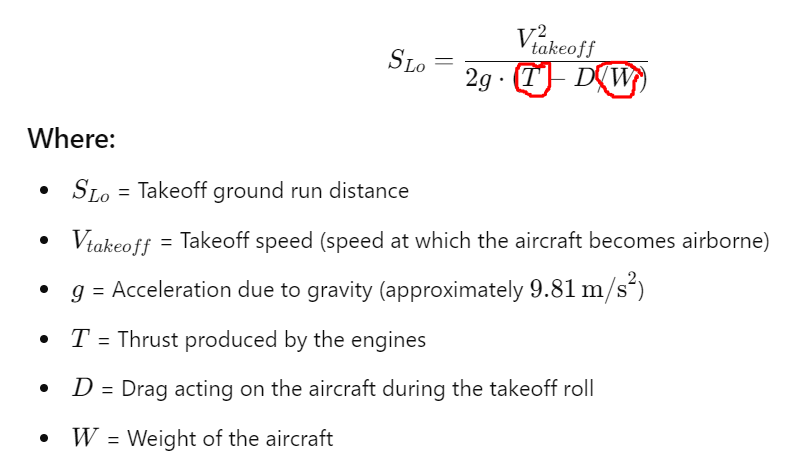 S_{Lo} = \frac{V_{takeoff}^2}{2g \cdot (T - D/W)}
Where:
• S_{Lo} = Takeoff ground run distance
• V_{takeoff} = Takeoff speed (speed at which the aircraft becomes airborne)
• g = Acceleration due to gravity (approximately 9.81 m/s²)
• T = Thrust produced by the engines
• D = Drag acting on the aircraft during the takeoff roll
• W = Weight of the aircraft